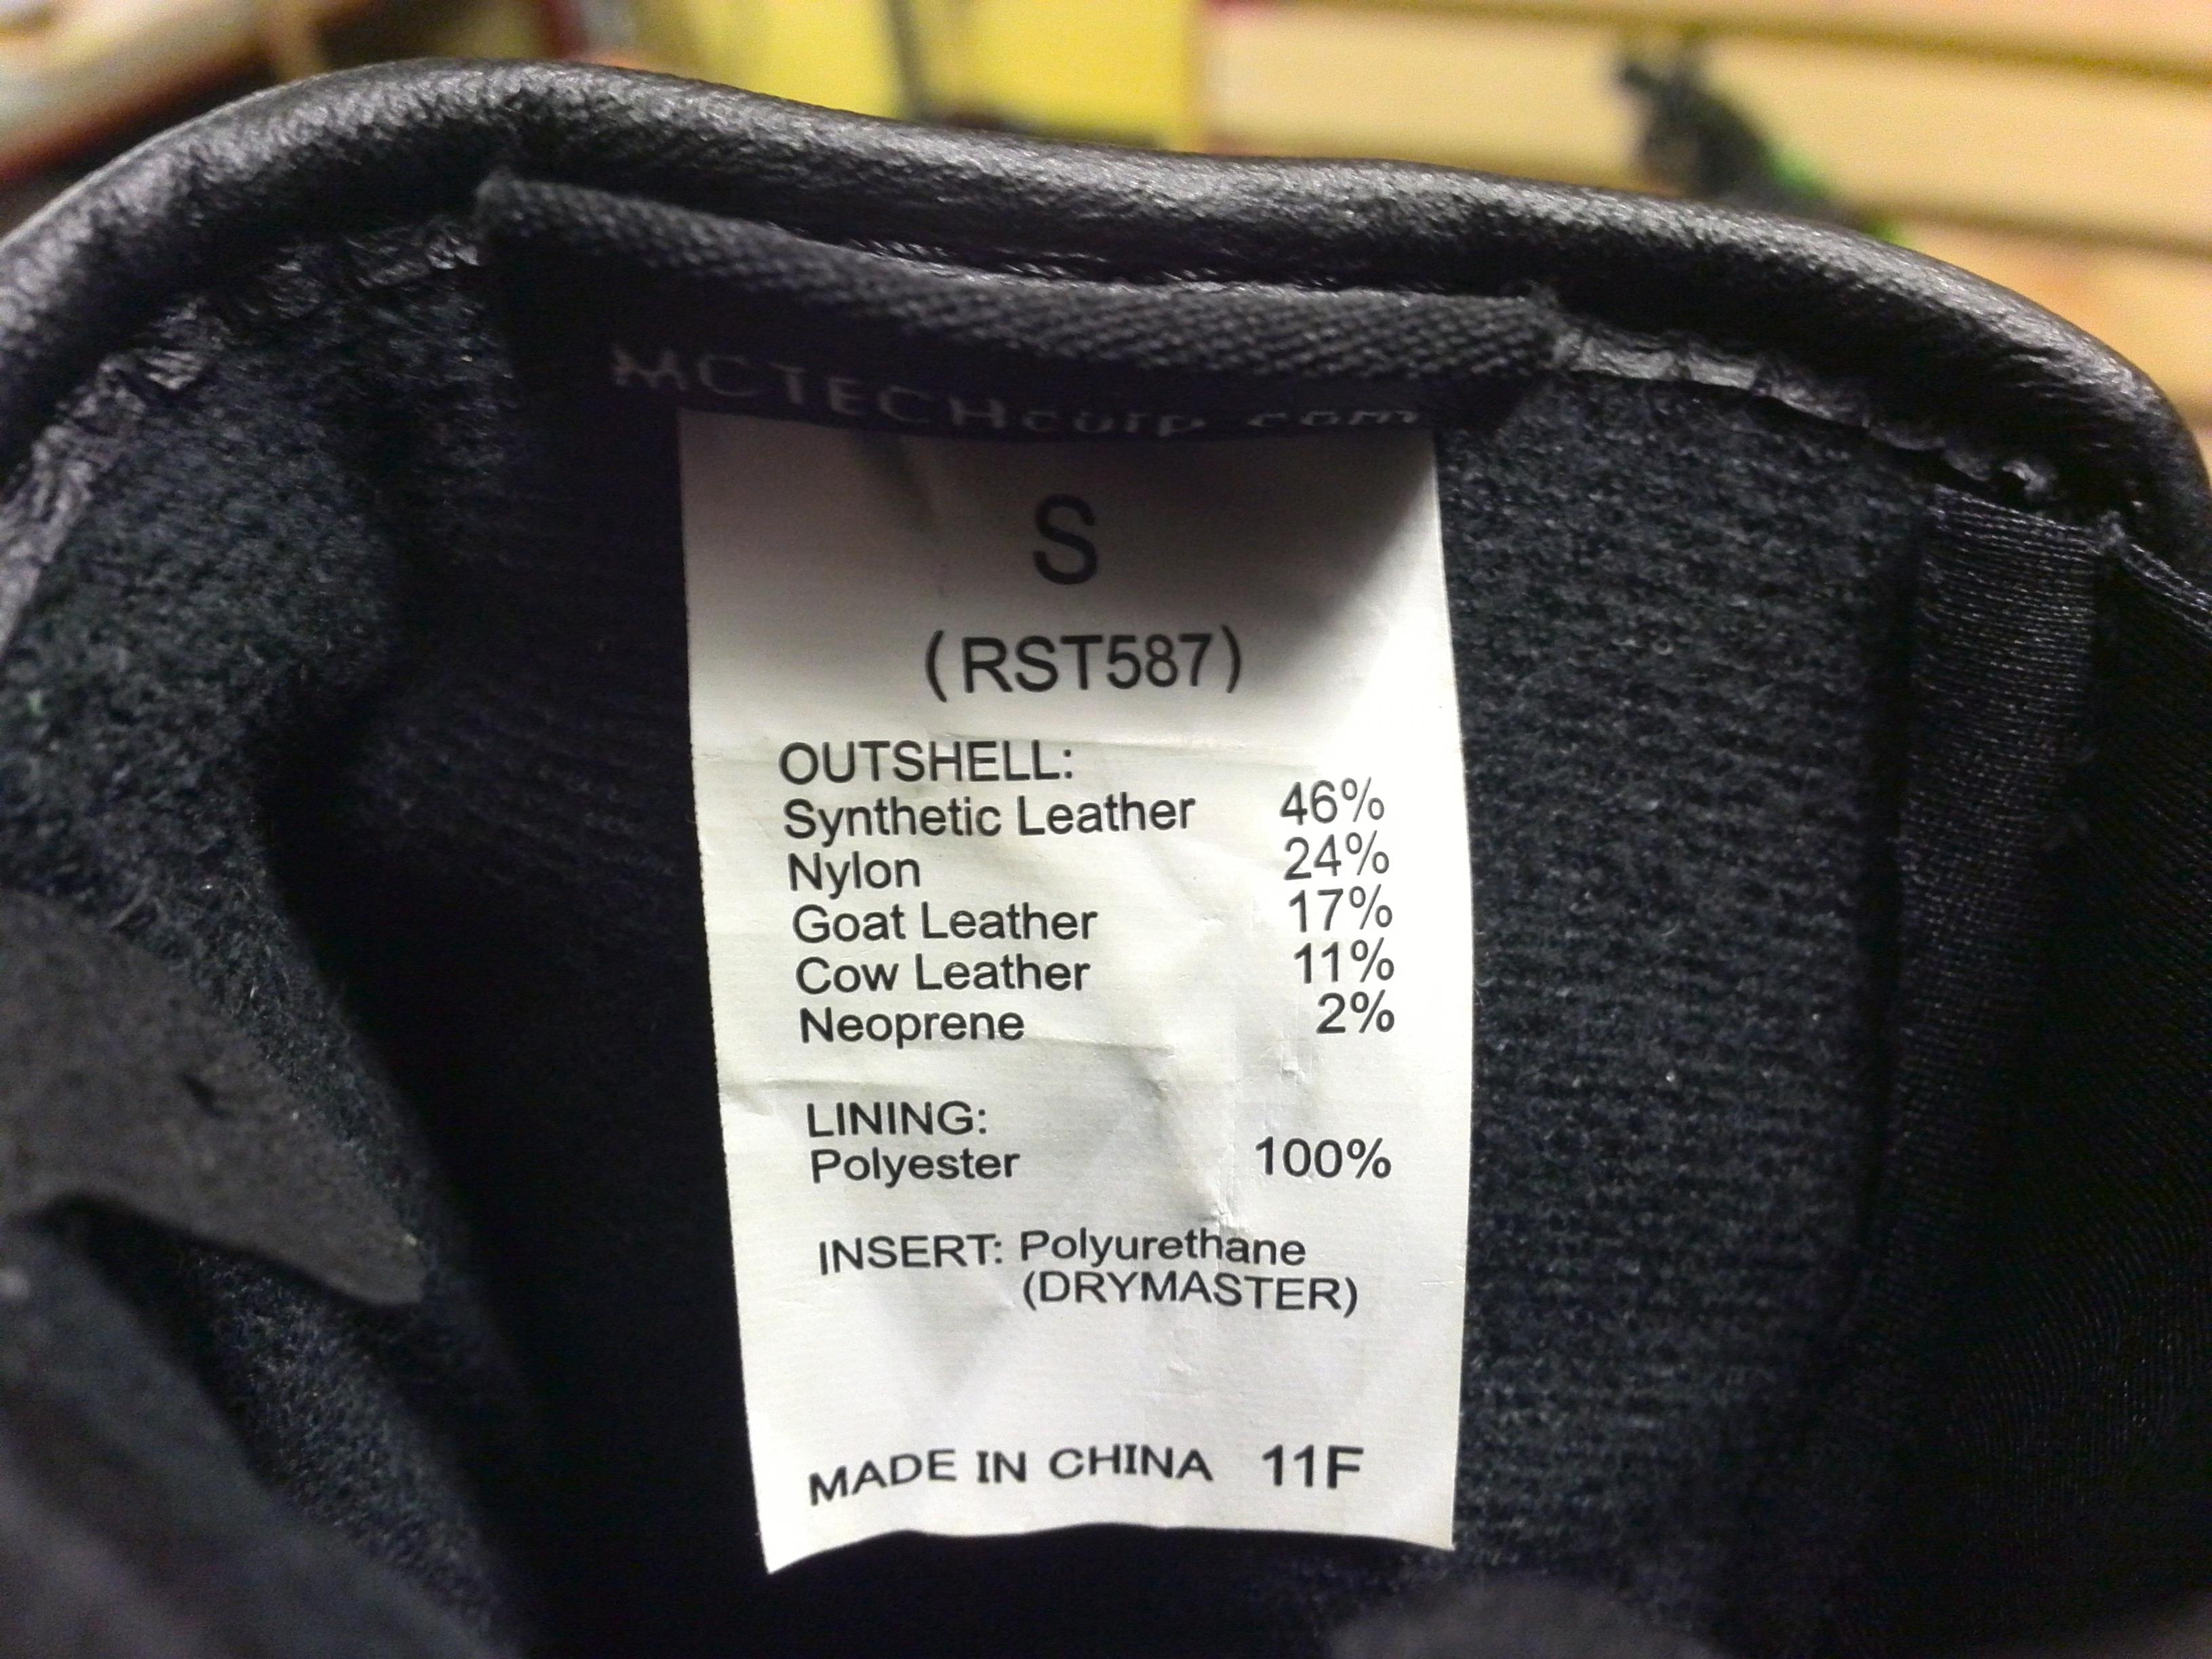 MCTECHcorp.com
S
(RST587)
OUTSHELL:
Synthetic Leather 46%
Nylon 24%
Goat Leather 17%
Cow Leather 11%
Neoprene 2%
LINING:
Polyester 100%
INSERT: Polyurethane
(DRYMASTER)
MADE IN CHINA 11F